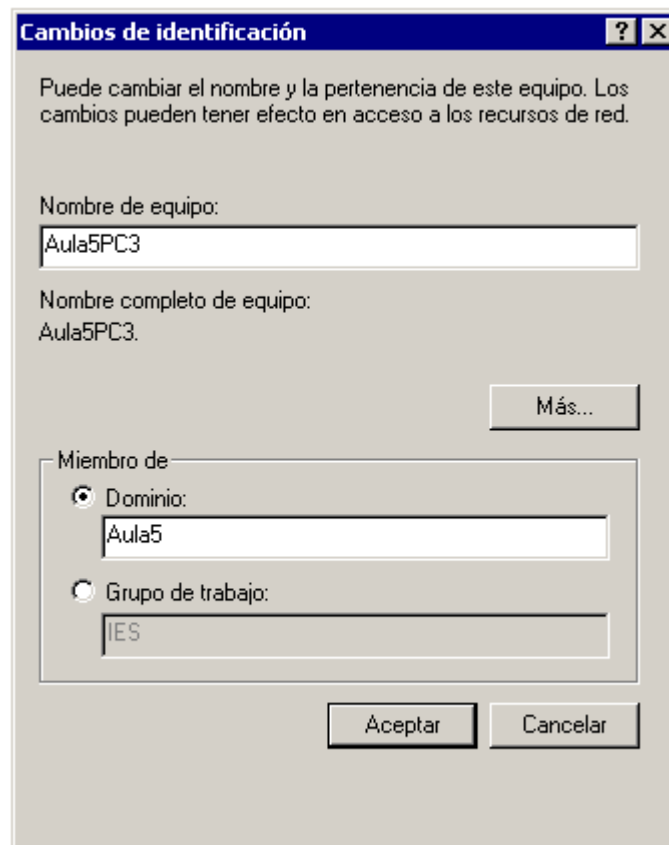 Cambios de identificación
Puede cambiar el nombre y la pertenencia de este equipo. Los
cambios pueden tener efecto en acceso a los recursos de red.
Nombre de equipo:
Aula5PC3
Nombre completo de equipo:
Aula5PC3.
Más...
Miembro de
Dominio:
Aula5
Grupo de trabajo:
IES
Aceptar Cancelar